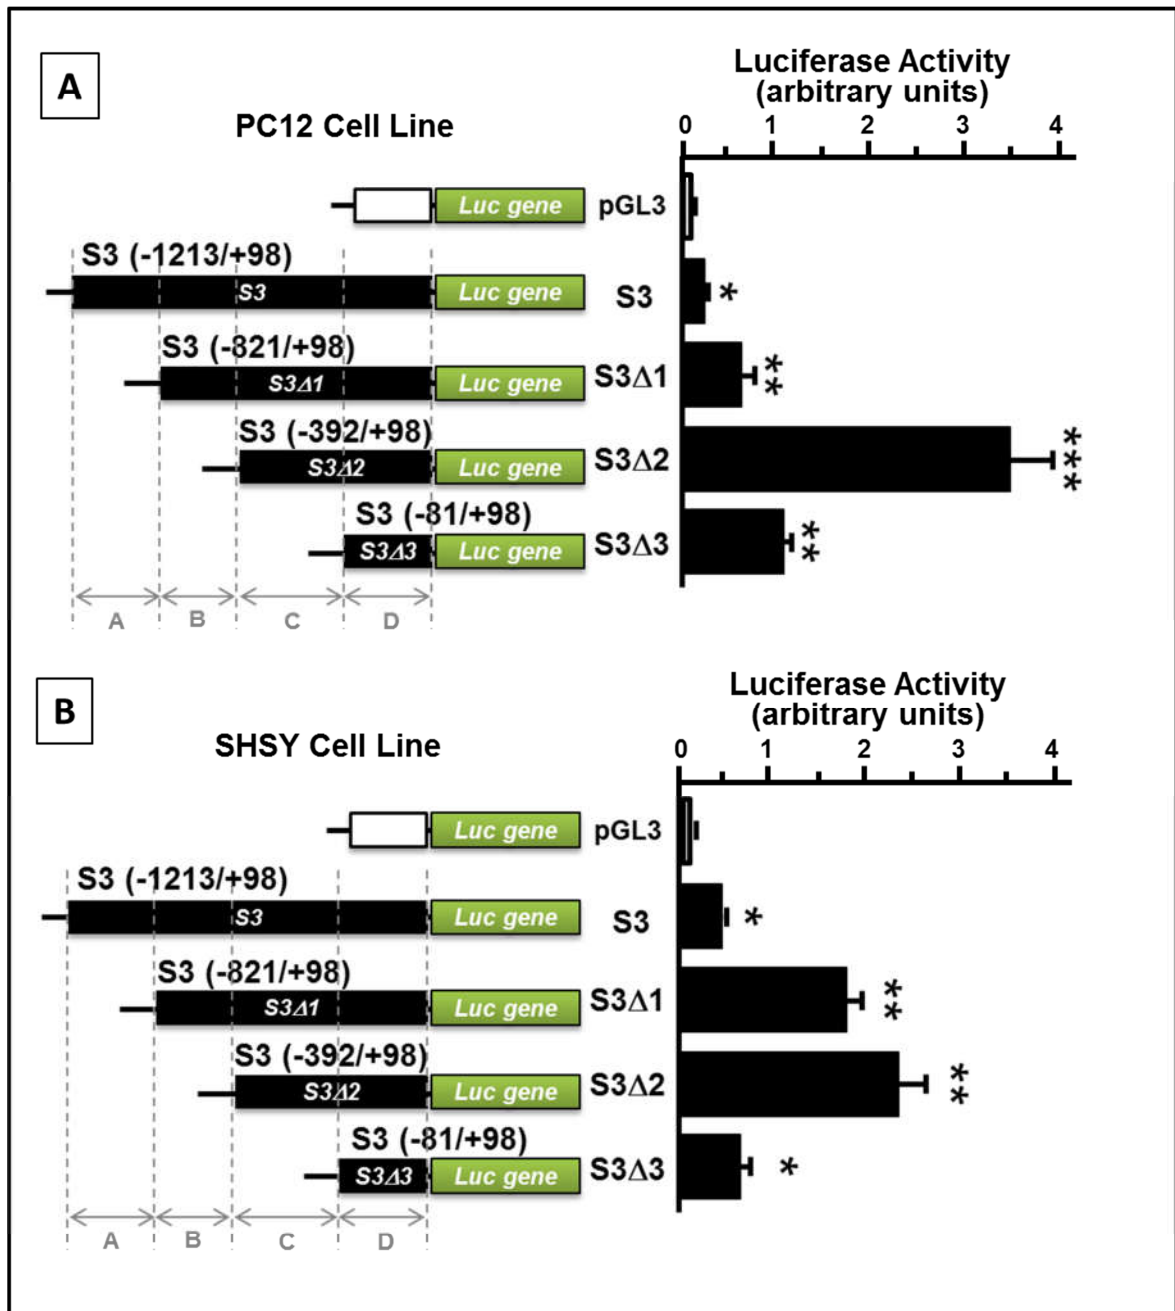 A
PC12 Cell Line
Luciferase Activity
(arbitrary units)
0 1 2 3 4
Luc gene pGL3
S3 (-1213/+98)
S3 Luc gene S3 *
S3 (-821/+98)
S3Δ1 Luc gene S3Δ1 **
S3 (-392/+98)
S3Δ2 Luc gene S3Δ2 ***
S3 (-81/+98)
S3Δ3 Luc gene S3Δ3 **
A B C D
B
SHSY Cell Line
Luciferase Activity
(arbitrary units)
0 1 2 3 4
Luc gene pGL3
S3 (-1213/+98)
S3 Luc gene S3 *
S3 (-821/+98)
S3Δ1 Luc gene S3Δ1 **
S3 (-392/+98)
S3Δ2 Luc gene S3Δ2 **
S3 (-81/+98)
S3Δ3 Luc gene S3Δ3 *
A B C D